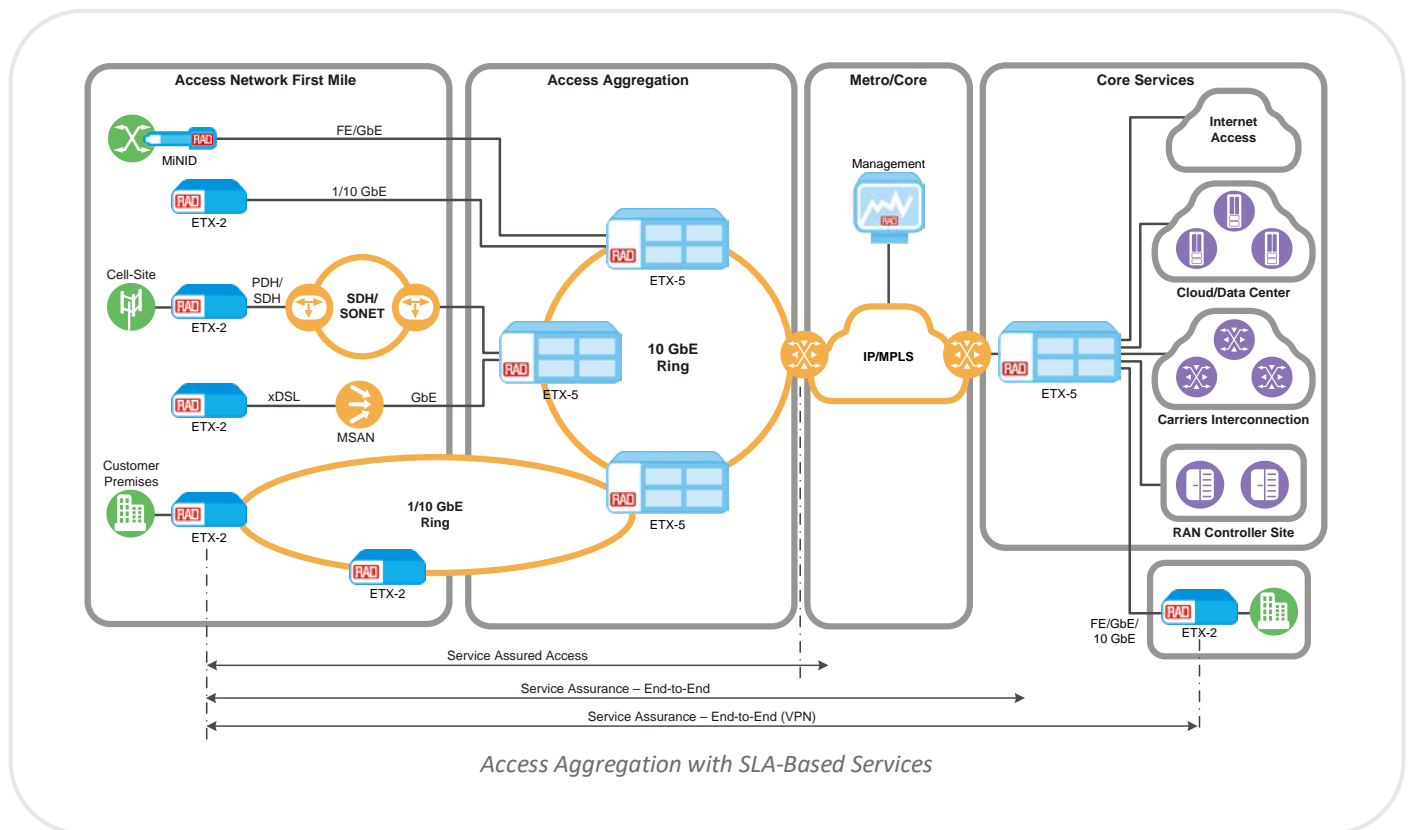 Access Network First Mile
Access Aggregation
Metro/Core
Core Services
RAD
MiNID
FE/GbE
RAD
ETX-2
1/10 GbE
Cell-Site
RAD
ETX-2
PDH/
SDH
SDH/
SONET
RAD
ETX-2
xDSL
MSAN
GbE
Customer
Premises
RAD
ETX-2
1/10 GbE
Ring
RAD
ETX-2
RAD
ETX-5
RAD
ETX-5
10 GbE
Ring
RAD
ETX-5
Management
RAD
IP/MPLS
RAD
ETX-5
Internet
Access
Cloud/Data Center
Carriers Interconnection
RAN Controller Site
FE/GbE/
10 GbE
RAD
ETX-2
Service Assured Access
Service Assurance – End-to-End
Service Assurance – End-to-End (VPN)
Access Aggregation with SLA-Based Services